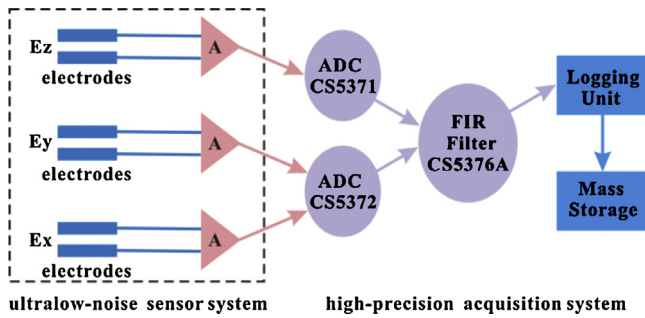 Ez
electrodes
A
Ey
electrodes
A
Ex
electrodes
A
ADC
CS5371
ADC
CS5372
FIR
Filter
CS5376A
Logging
Unit
Mass
Storage
ultralow-noise sensor system
high-precision acquisition system